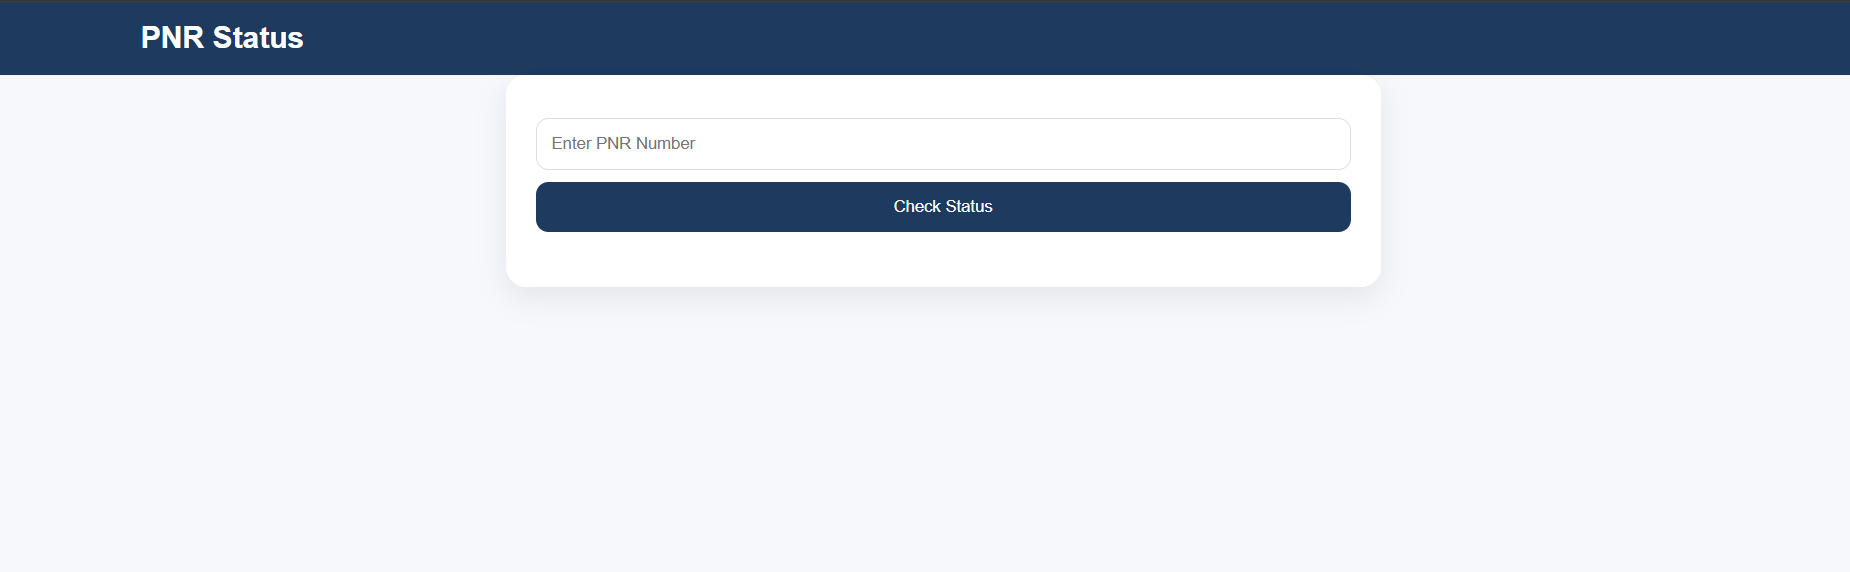 PNR Status
Enter PNR Number
Check Status